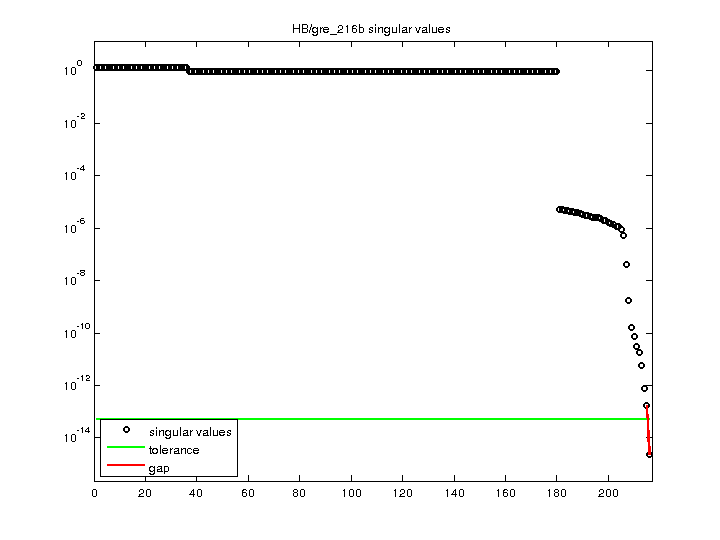 HB/gre_216b singular values
10^0
10^-2
10^-4
10^-6
10^-8
10^-10
10^-12
10^-14
singular values
tolerance
gap
0 20 40 60 80 100 120 140 160 180 200